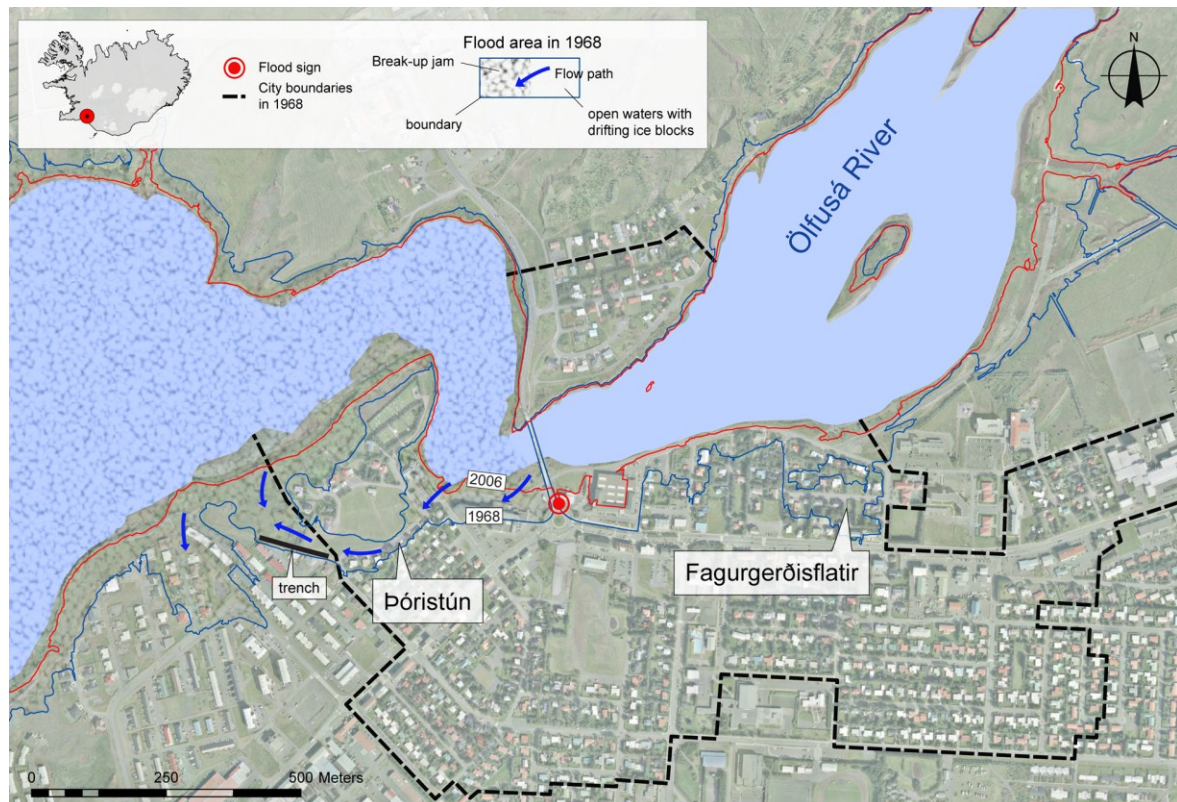 Flood area in 1968
Flood sign
City boundaries
in 1968
Break-up jam
Flow path
boundary
open waters with
drifting ice blocks
N
Ölfusá River
2006
1968
trench
Þóristún
Fagurgerðisflatir
0
250
500 Meters